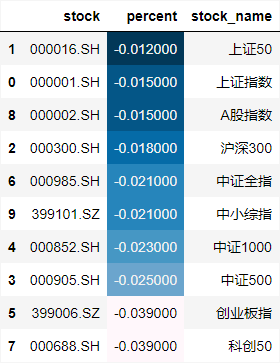 stock percent stock_name
1 000016.SH -0.012000 上证50
0 000001.SH -0.015000 上证指数
8 000002.SH -0.015000 A股指数
2 000300.SH -0.018000 沪深300
6 000985.SH -0.021000 中证全指
9 399101.SZ -0.021000 中小综指
4 000852.SH -0.023000 中证1000
3 000905.SH -0.025000 中证500
5 399006.SZ -0.039000 创业板指
7 000688.SH -0.039000 科创50